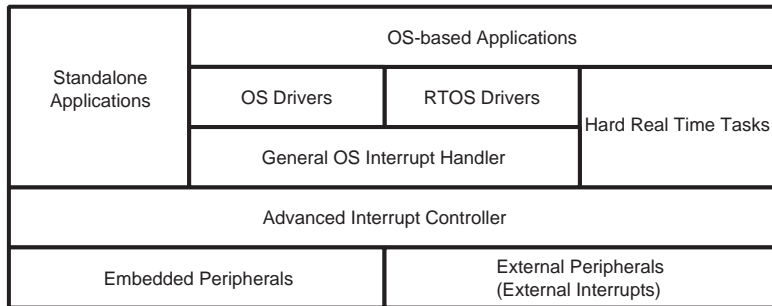 OS-based Applications
Standalone
Applications
OS Drivers
RTOS Drivers
Hard Real Time Tasks
General OS Interrupt Handler
Advanced Interrupt Controller
Embedded Peripherals
External Peripherals
(External Interrupts)